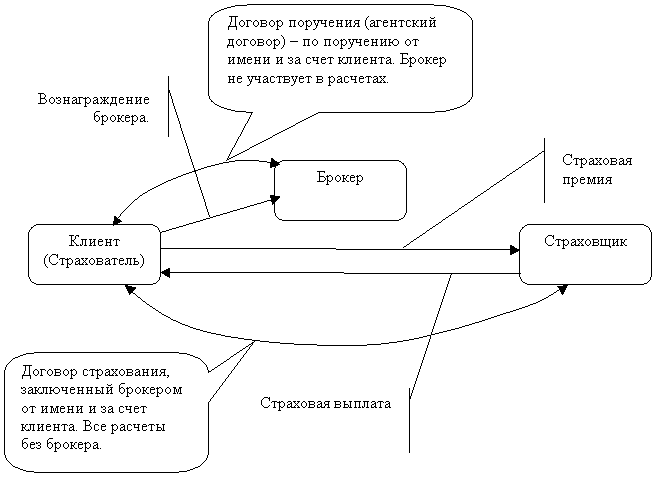 Договор поручения (агентский
договор) – по поручению от
имени и за счет клиента. Брокер
не участвует в расчетах.
Вознаграждение
брокера.
Брокер
Страховая
премия
Клиент
(Страхователь)
Страховщик
Договор страхования,
заключенный брокером
от имени и за счет
клиента. Все расчеты
без брокера.
Страховая выплата